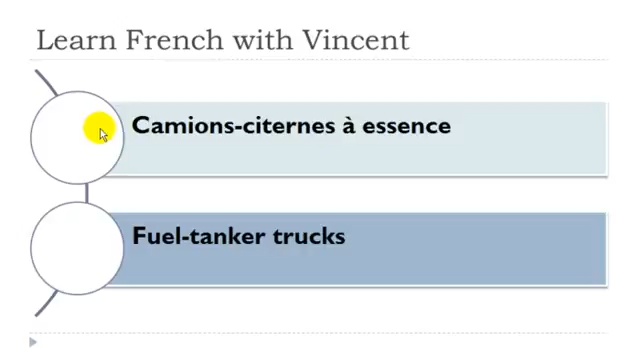 Learn French with Vincent
Camions-citernes à essence
Fuel-tanker trucks